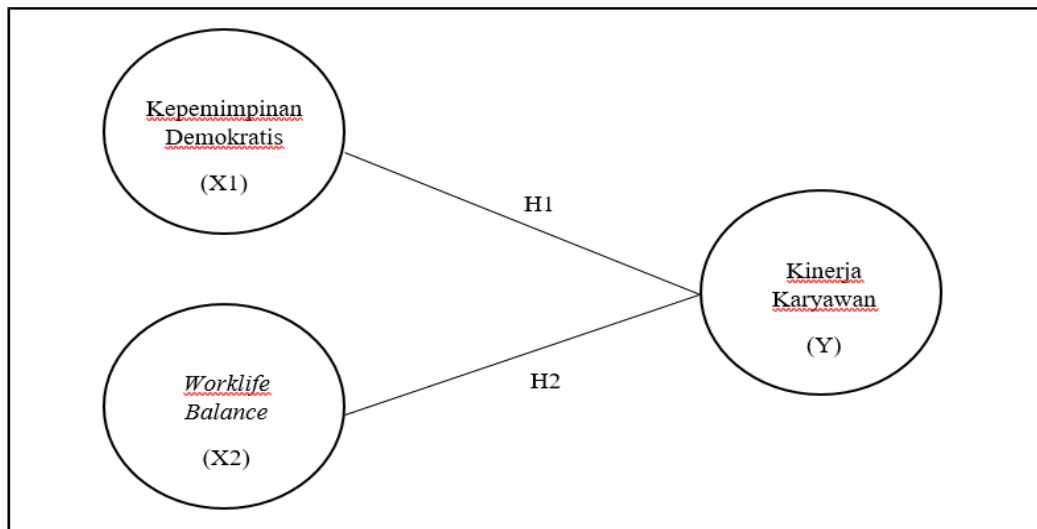 Kepemimpinan
Demokratis
(X1)
H1
Kinerja
Karyawan
(Y)
H2
Worklife
Balance
(X2)